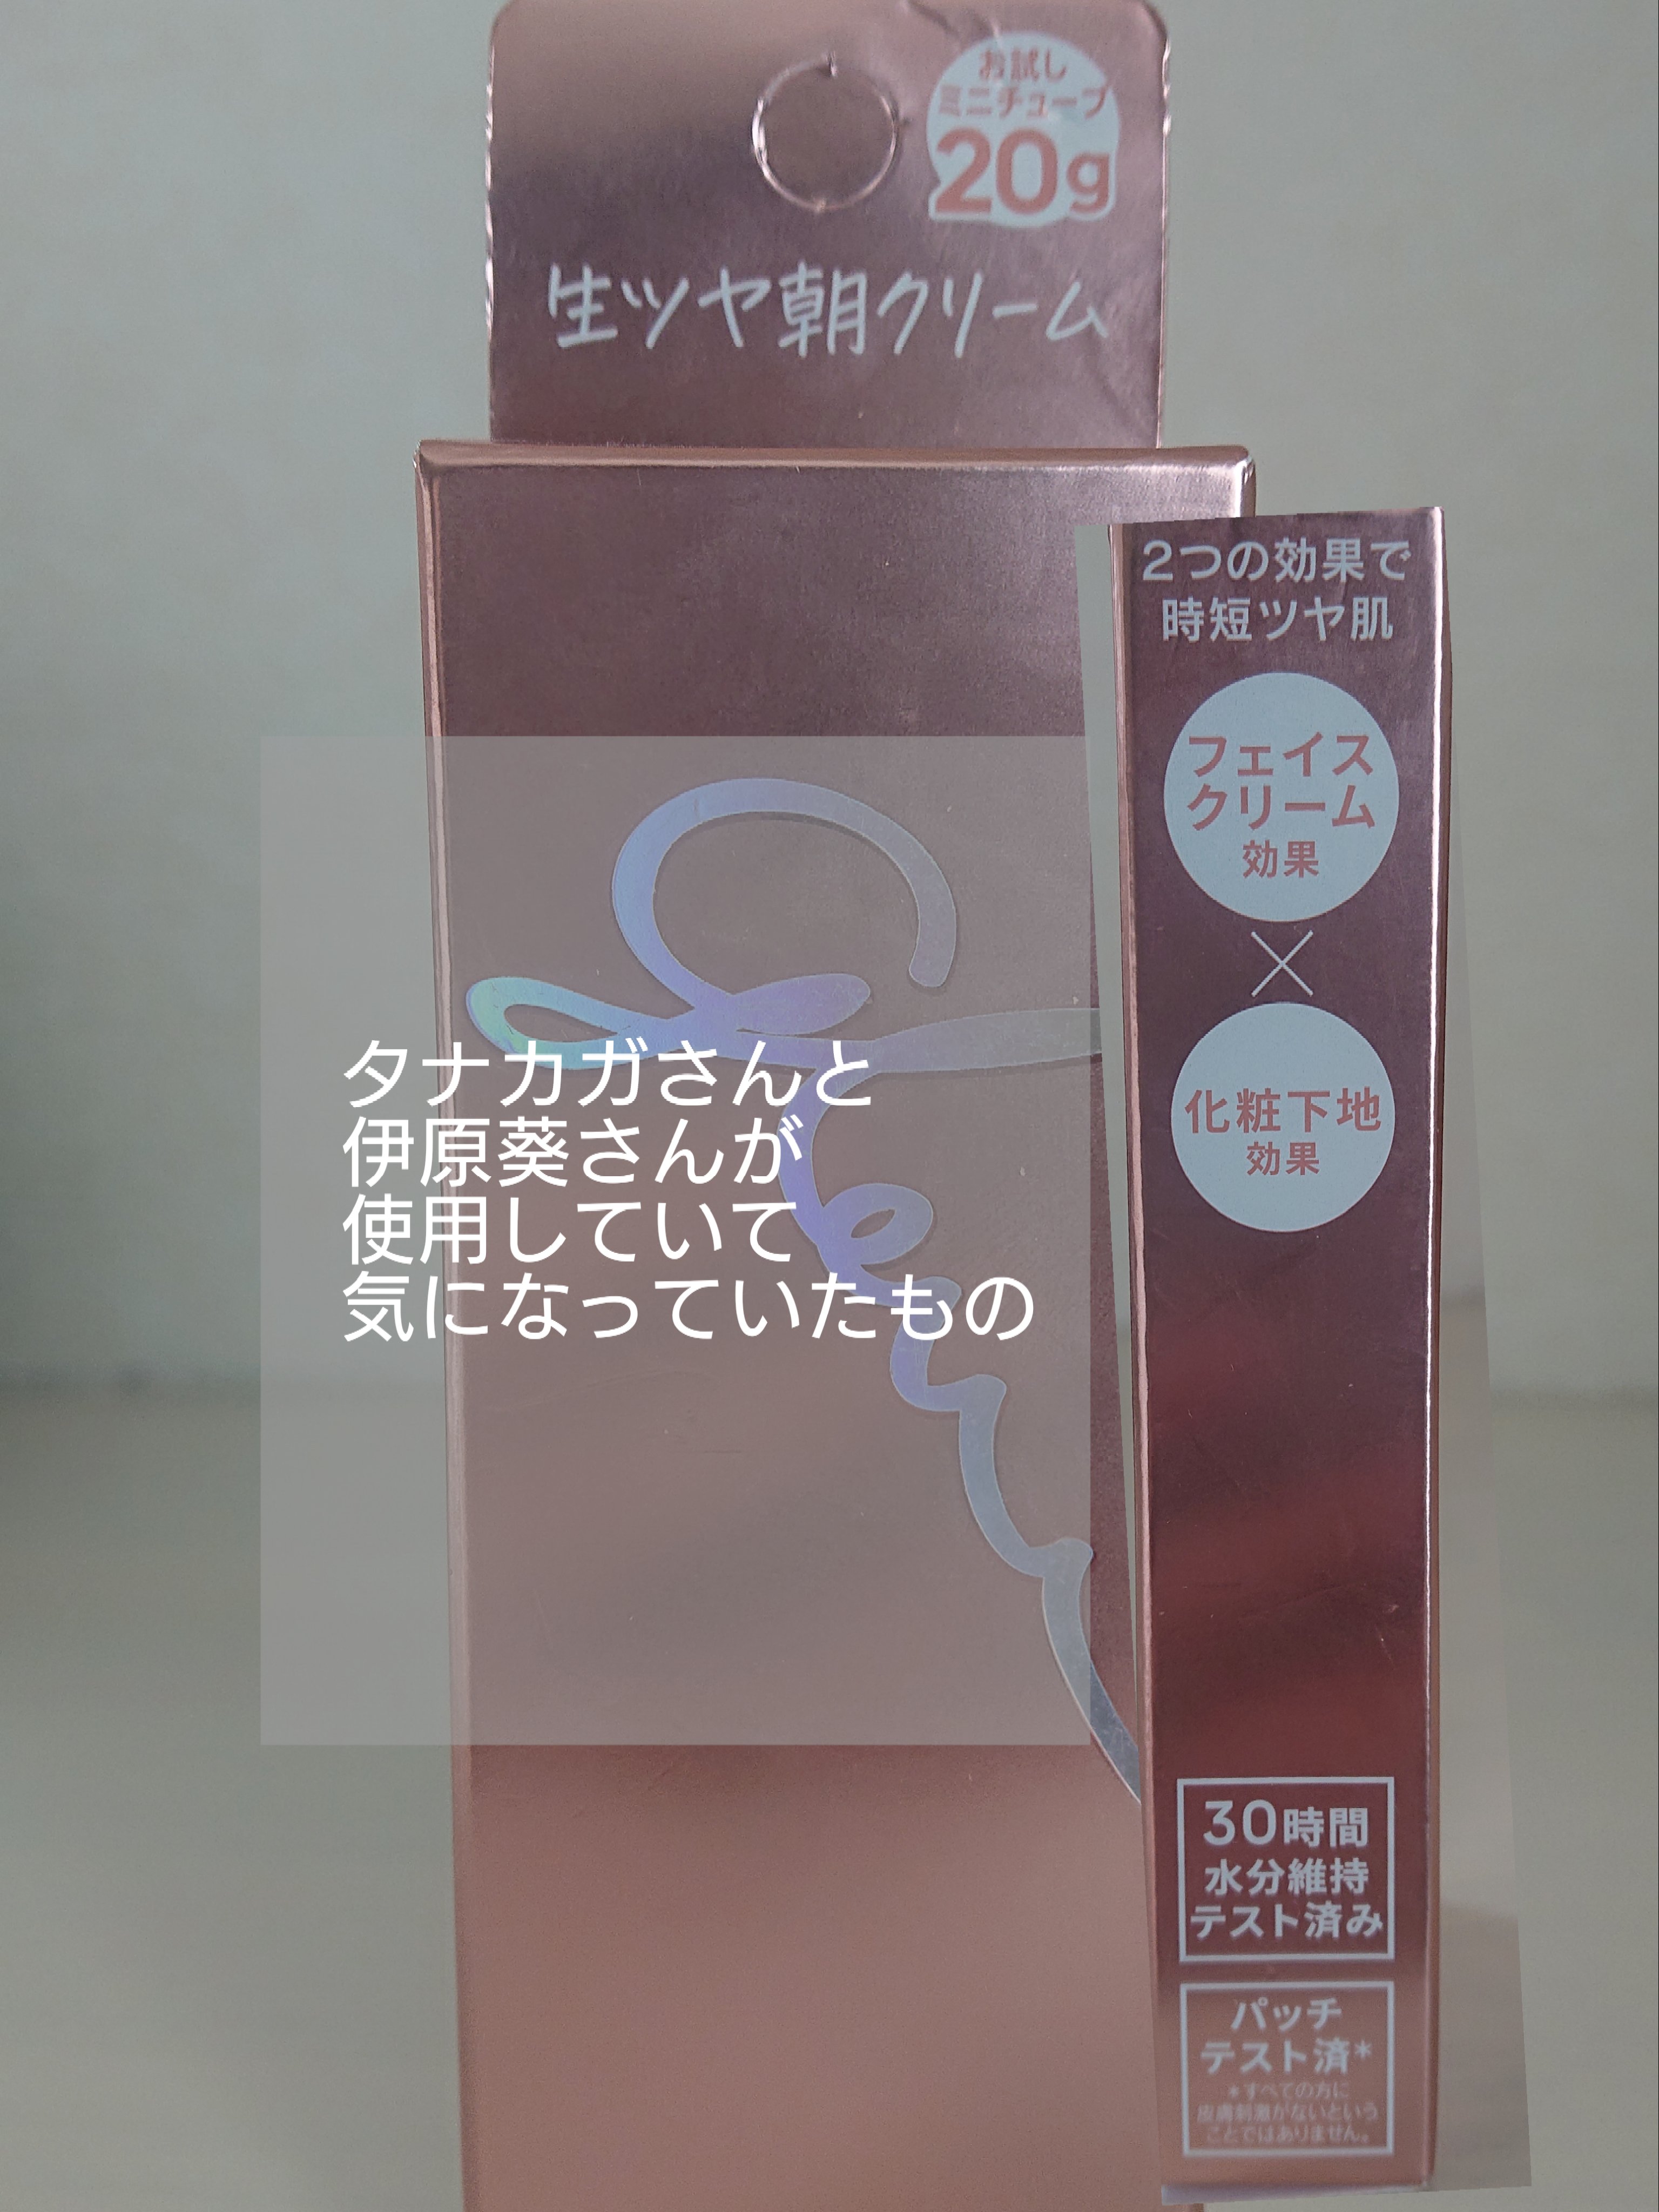 お試し
ミニチューブ
20g
生ツヤ朝クリーム
2つの効果で
時短ツヤ肌
フェイス
クリーム
効果
×
化粧下地
効果
タナカガさんと
伊原葵さんが
使用していて
気になっていたもの
30時間
水分維持
テスト済み
パッチ
テスト済*
*すべての方に
皮膚刺激がないという
ことではありません。